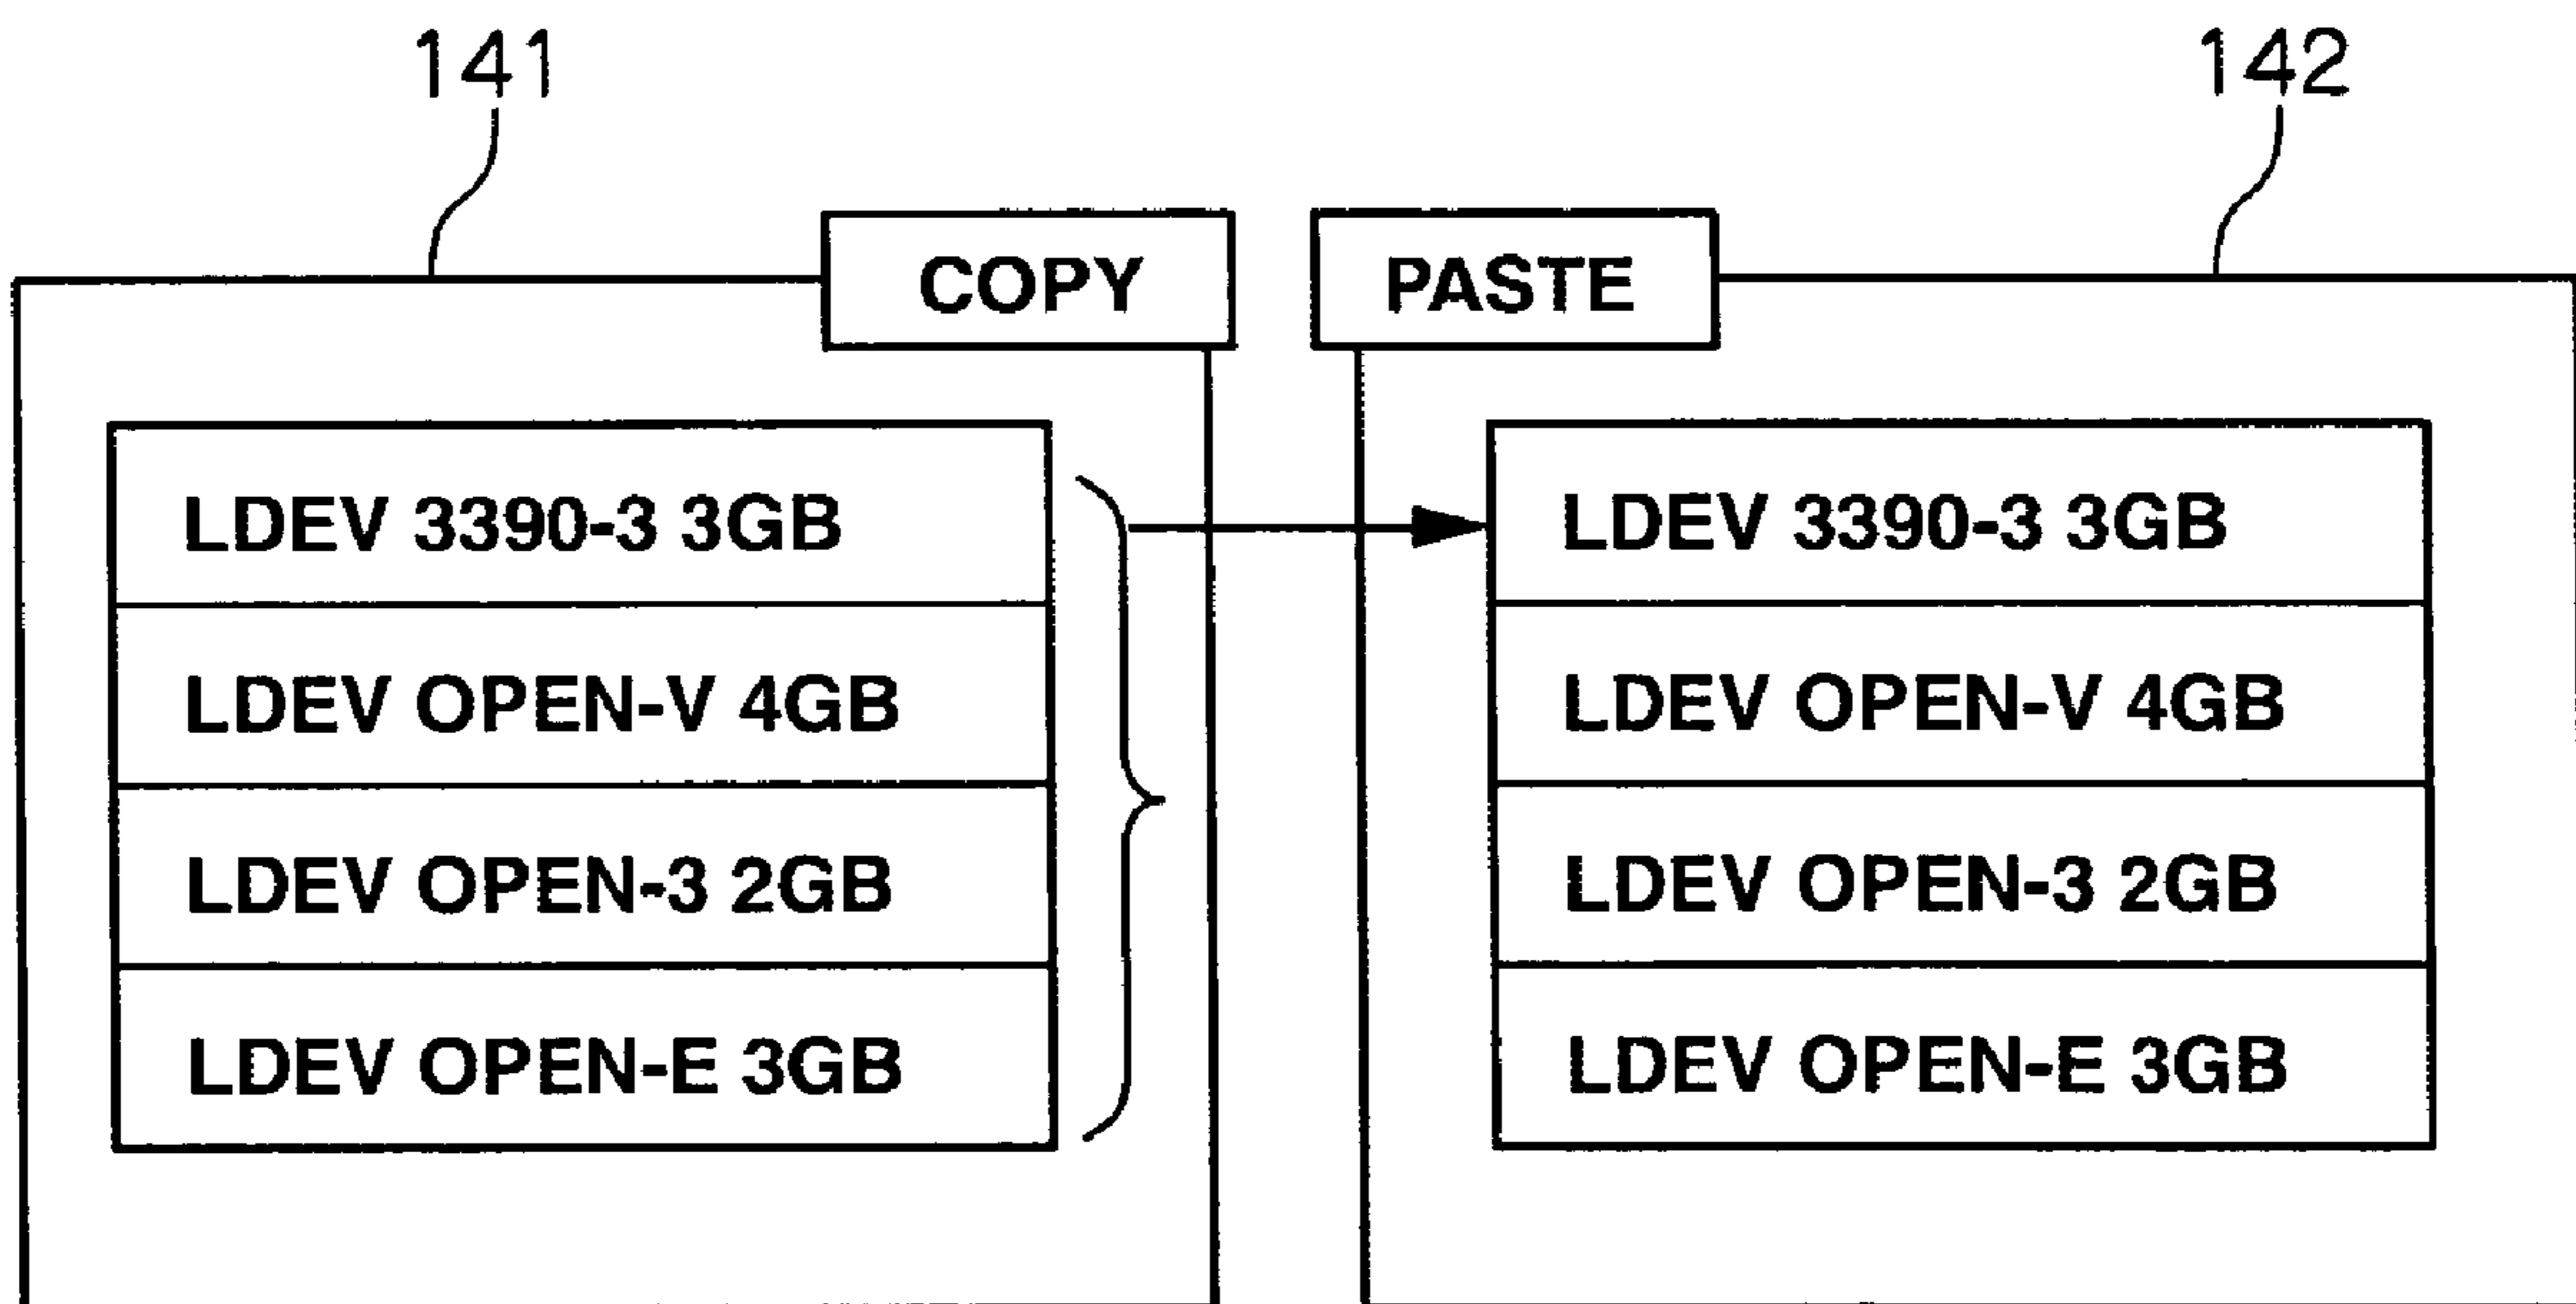 141
142
COPY
PASTE
LDEV 3390-3 3GB
LDEV OPEN-V 4GB
LDEV OPEN-3 2GB
LDEV OPEN-E 3GB
LDEV 3390-3 3GB
LDEV OPEN-V 4GB
LDEV OPEN-3 2GB
LDEV OPEN-E 3GB